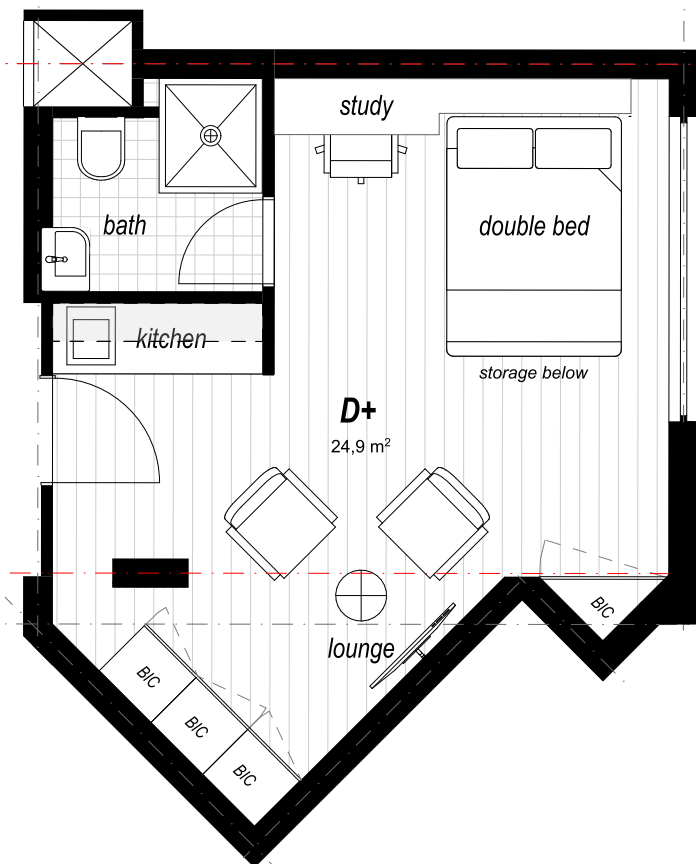 study
bath
double bed
kitchen
storage below
D+
24,9 m²
BIC
lounge
BIC
BIC
BIC